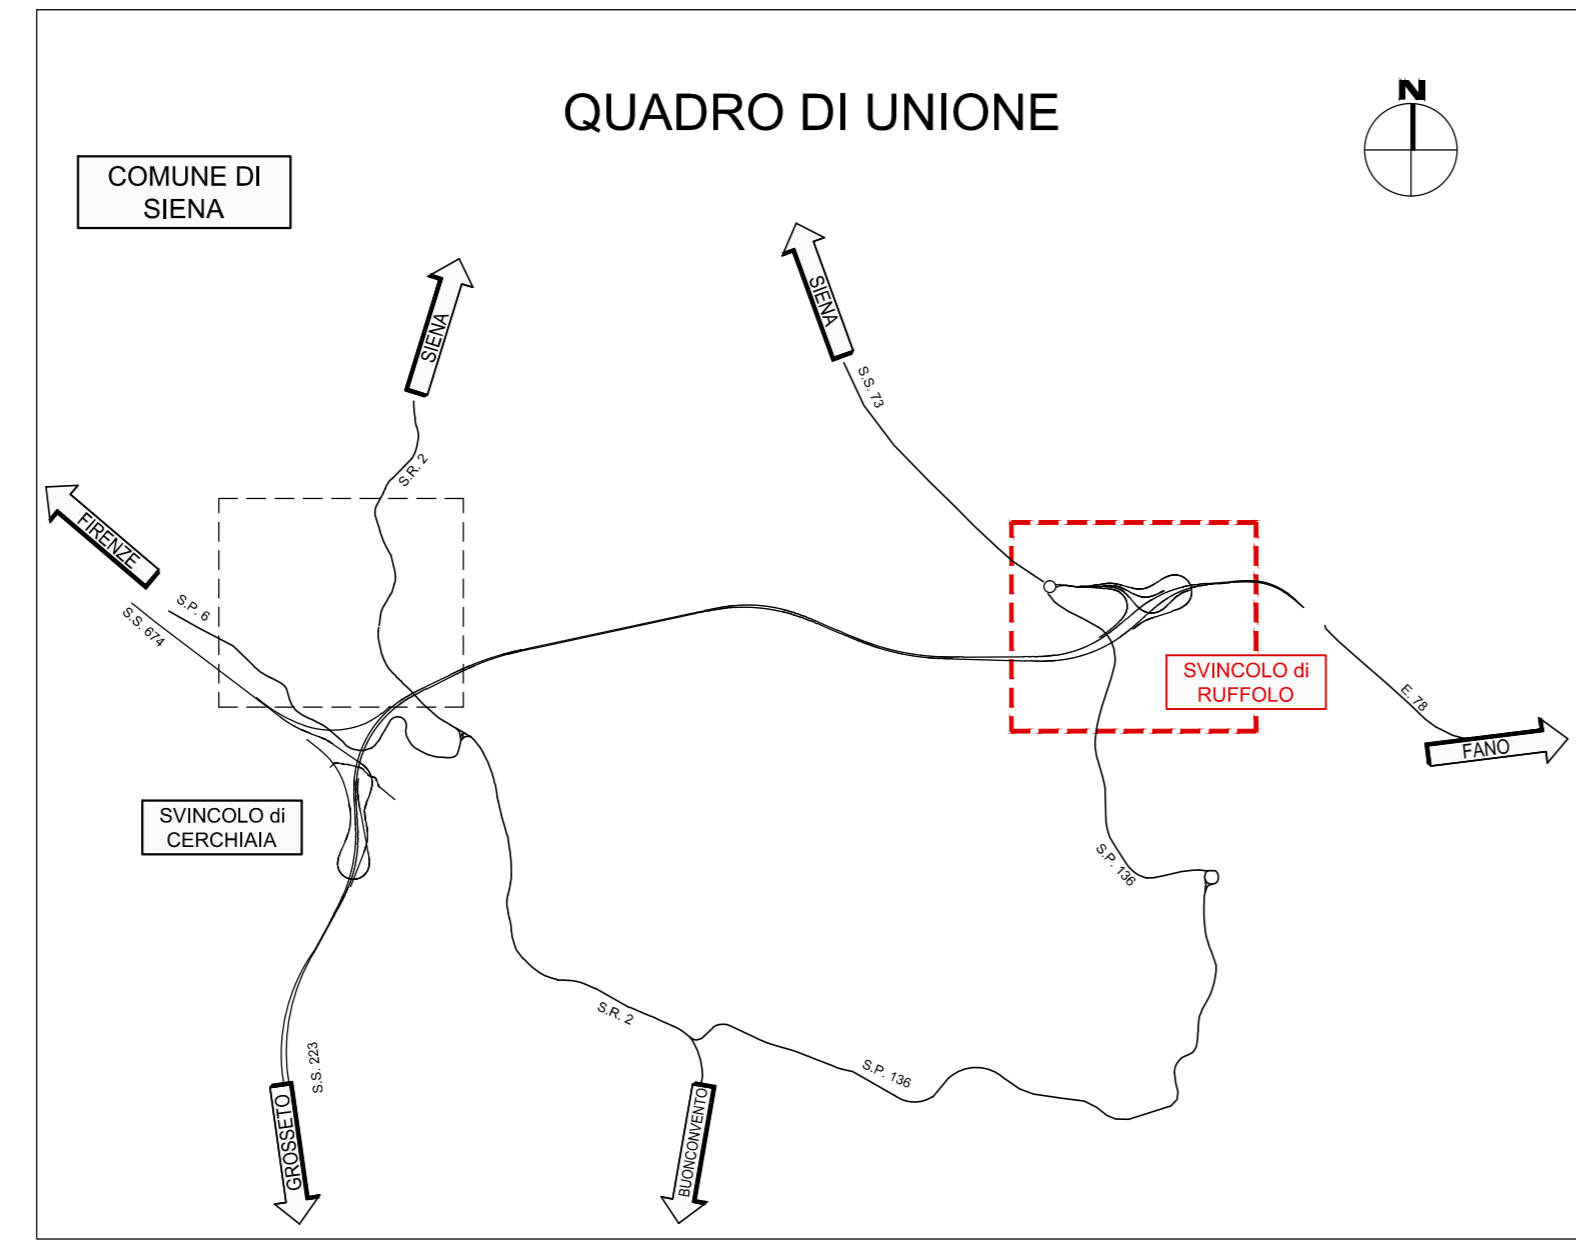 N
QUADRO DI UNIONE
COMUNE DI
SIENA
SIENA
SIENA
S.S. 73
S.R. 2
FIRENZE
S.P. 6
S.S. 674
SVINCOLO di
RUFFOLO
E. 78
FANO
SVINCOLO di
CERCHIAIA
S.P. 136
S.R. 2
S.S. 223
S.P. 136
GROSSETO
BUONCONVENTO